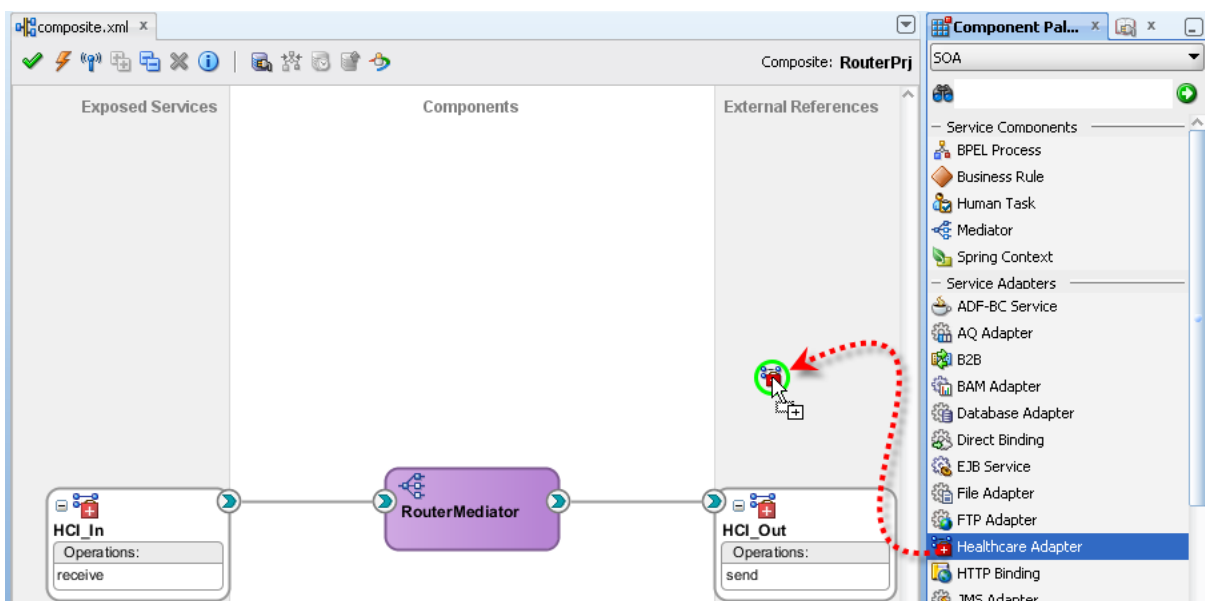 composite.xml
Component Pal...
Composite: RouterPrj
SOA
Exposed Services
Components
External References
Service Components
BPEL Process
Business Rule
Human Task
Mediator
Spring Context
Service Adapters
ADF-BC Service
AQ Adapter
B2B
BAM Adapter
Database Adapter
Direct Binding
EJB Service
File Adapter
FTP Adapter
Healthcare Adapter
HTTP Binding
JMS Adapter
HCI_In
Operations:
receive
RouterMediator
HCI_Out
Operations:
send